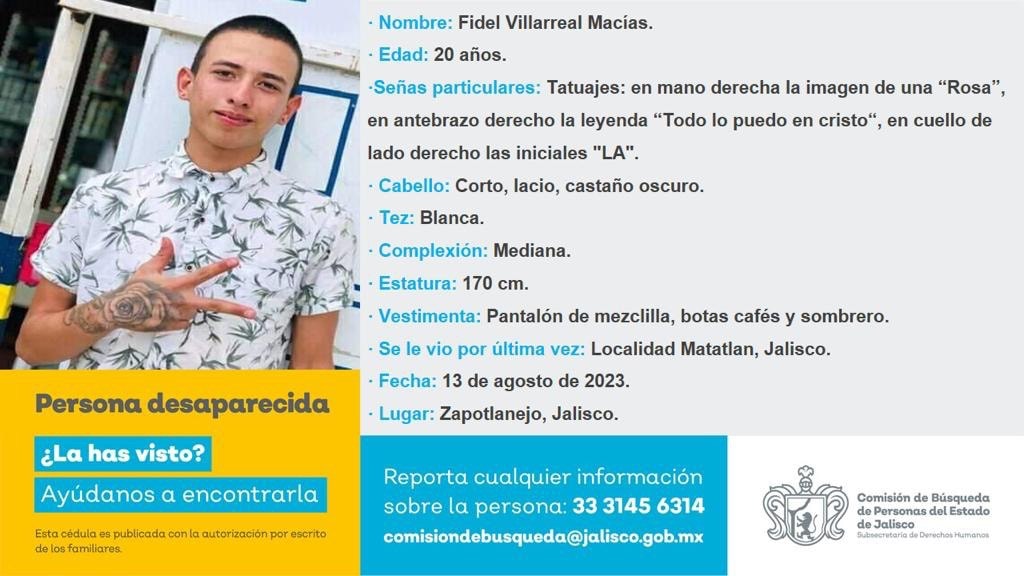 · Nombre: Fidel Villarreal Macías.
· Edad: 20 años.
·Señas particulares: Tatuajes: en mano derecha la imagen de una “Rosa”,
en antebrazo derecho la leyenda “Todo lo puedo en cristo“, en cuello de
lado derecho las iniciales "LA".
· Cabello: Corto, lacio, castaño oscuro.
· Tez: Blanca.
· Complexión: Mediana.
· Estatura: 170 cm.
· Vestimenta: Pantalón de mezclilla, botas cafés y sombrero.
· Se le vio por última vez: Localidad Matatlan, Jalisco.
· Fecha: 13 de agosto de 2023.
· Lugar: Zapotlanejo, Jalisco.
Persona desaparecida
¿La has visto?
Ayúdanos a encontrarla
Esta cédula es publicada con la autorización por escrito
de los familiares.
Reporta cualquier información
sobre la persona: 33 3145 6314
comisiondebusqueda@jalisco.gob.mx
Comisión de Búsqueda
de Personas del Estado
de Jalisco
Subsecretaría de Derechos Humanos